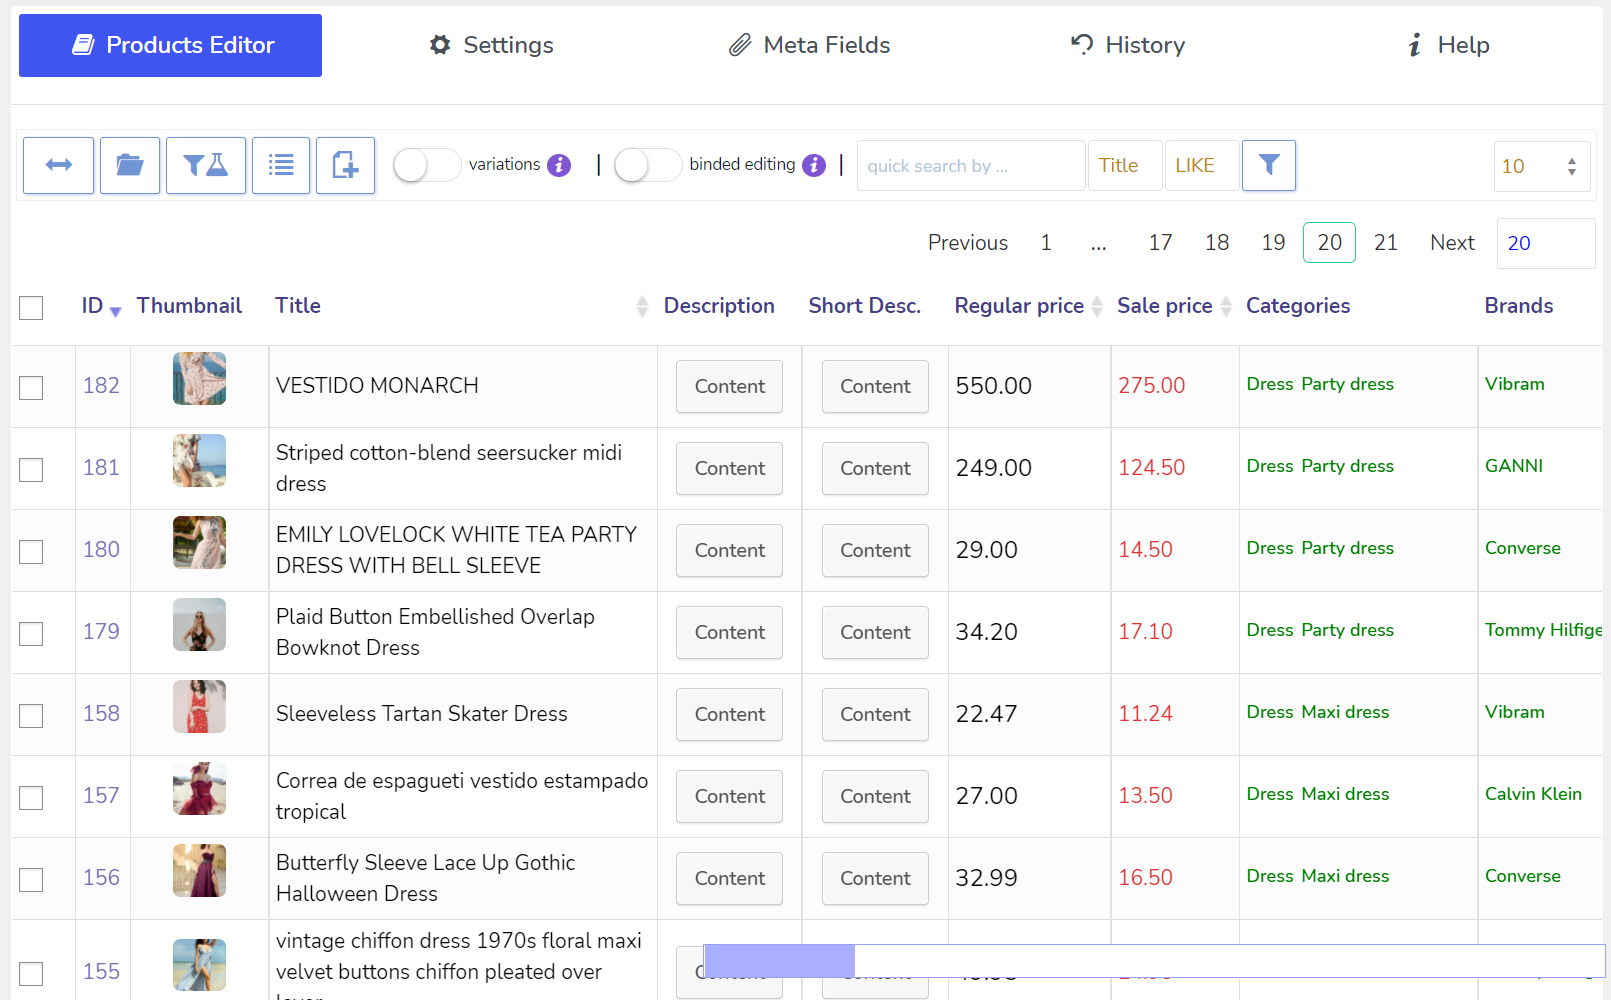 Products Editor
Settings
Meta Fields
History
Help
variations
|
binded editing
|
quick search by ...
Title
LIKE
10
Previous 1 ... 17 18 19 20 21 Next 20
ID Thumbnail Title Description Short Desc. Regular price Sale price Categories Brands
182 VESTIDO MONARCH Content Content 550.00 275.00 Dress Party dress Vibram
181 Striped cotton-blend seersucker midi
dress Content Content 249.00 124.50 Dress Party dress GANNI
180 EMILY LOVELOCK WHITE TEA PARTY
DRESS WITH BELL SLEEVE Content Content 29.00 14.50 Dress Party dress Converse
179 Plaid Button Embellished Overlap
Bowknot Dress Content Content 34.20 17.10 Dress Party dress Tommy Hilfige
158 Sleeveless Tartan Skater Dress Content Content 22.47 11.24 Dress Maxi dress Vibram
157 Correa de espagueti vestido estampado
tropical Content Content 27.00 13.50 Dress Maxi dress Calvin Klein
156 Butterfly Sleeve Lace Up Gothic
Halloween Dress Content Content 32.99 16.50 Dress Maxi dress Converse
155 vintage chiffon dress 1970s floral maxi
velvet buttons chiffon pleated over